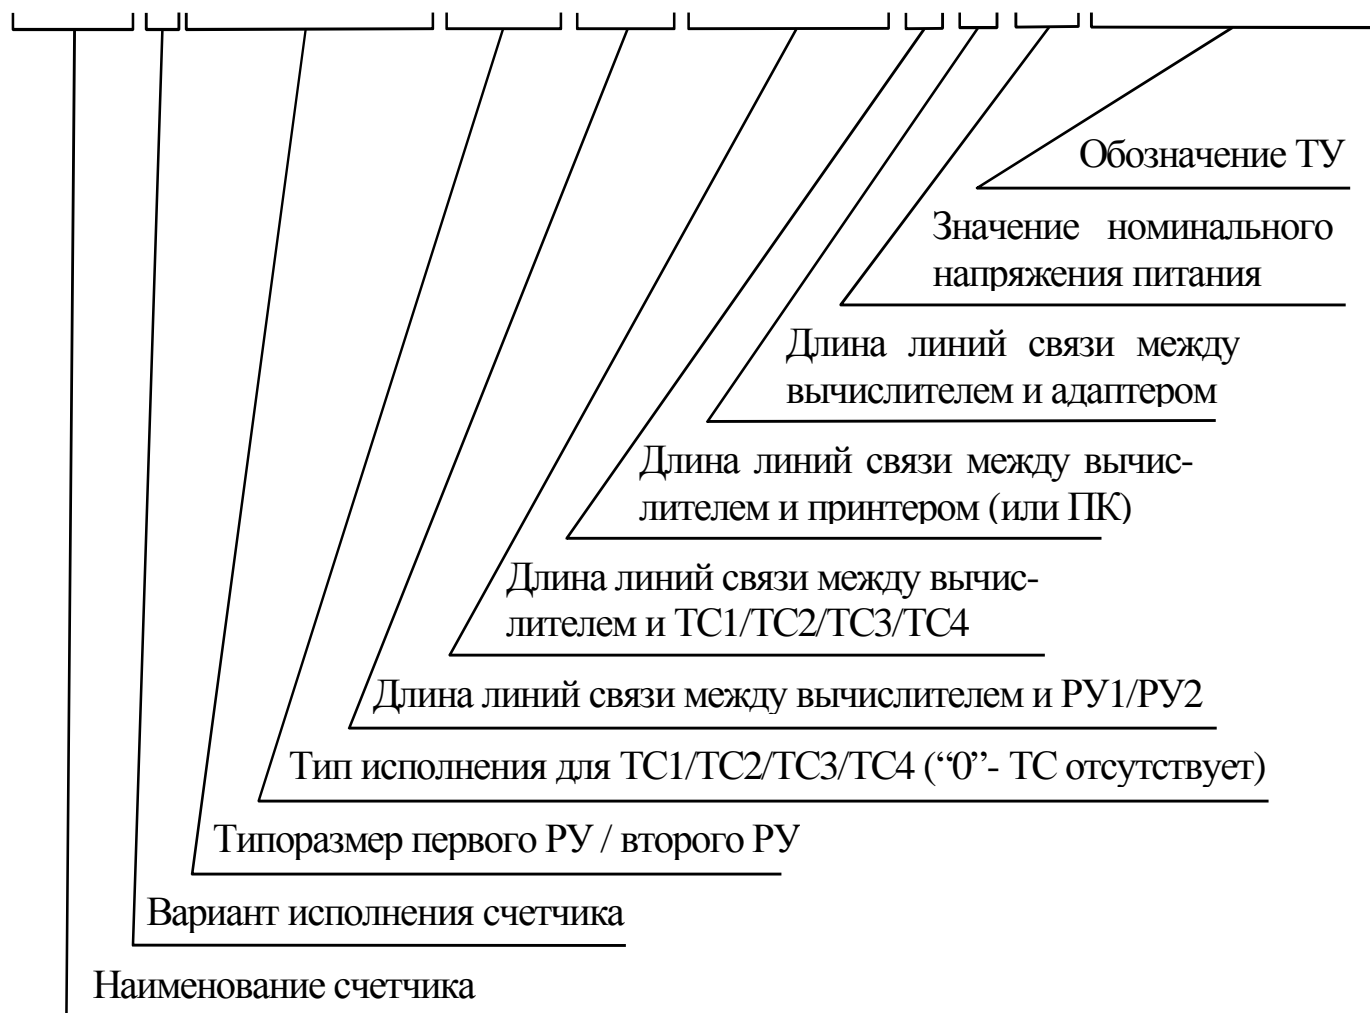 Обозначение ТУ
Значение номинального
напряжения питания
Длина линий связи между
вычислителем и адаптером
Длина линий связи между вычис-
лителем и принтером (или ПК)
Длина линий связи между вычис-
лителем и ТС1/ТС2/ТС3/ТС4
Длина линий связи между вычислителем и РУ1/РУ2
Тип исполнения для ТС1/ТС2/ТС3/ТС4 (“0”- ТС отсутствует)
Типоразмер первого РУ / второго РУ
Вариант исполнения счетчика
Наименование счетчика